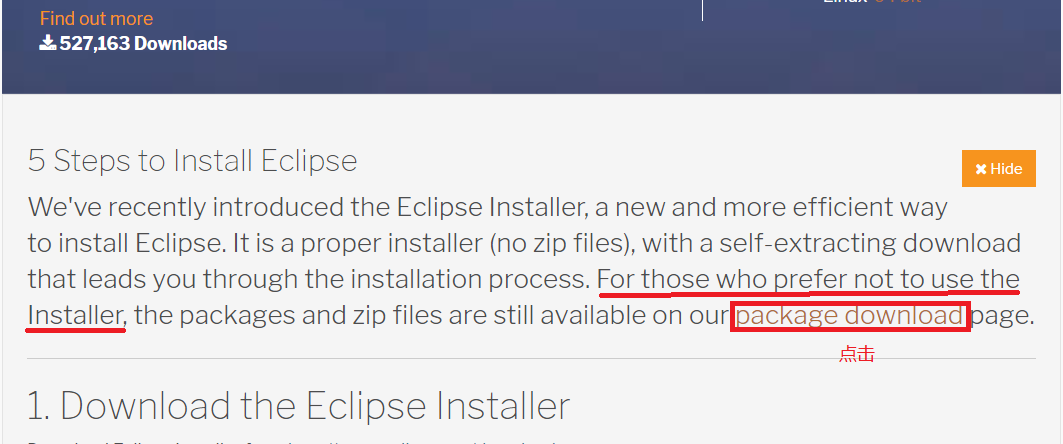 Find out more
527,163 Downloads
5 Steps to Install Eclipse
Hide
We've recently introduced the Eclipse Installer, a new and more efficient way
to install Eclipse. It is a proper installer (no zip files), with a self-extracting download
that leads you through the installation process. For those who prefer not to use the
Installer, the packages and zip files are still available on our package download page.
点击
1. Download the Eclipse Installer